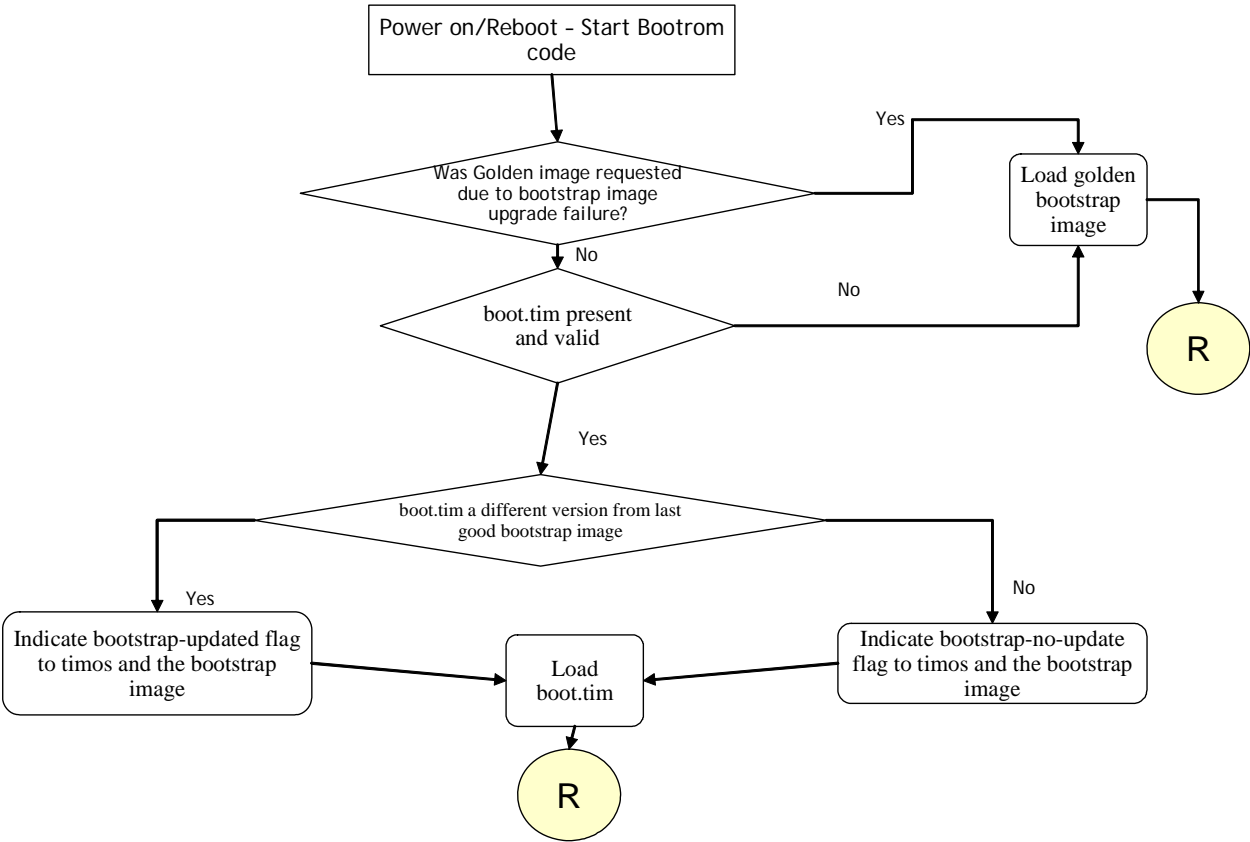 Power on/Reboot – Start Bootrom
code
Yes
Was Golden image requested
due to bootstrap image
upgrade failure?
Load golden
bootstrap
image
No
No
boot.tim present
and valid
R
Yes
boot.tim a different version from last
good bootstrap image
Yes
No
Indicate bootstrap-updated flag
to timos and the bootstrap
image
Load
boot.tim
Indicate bootstrap-no-update
flag to timos and the bootstrap
image
R